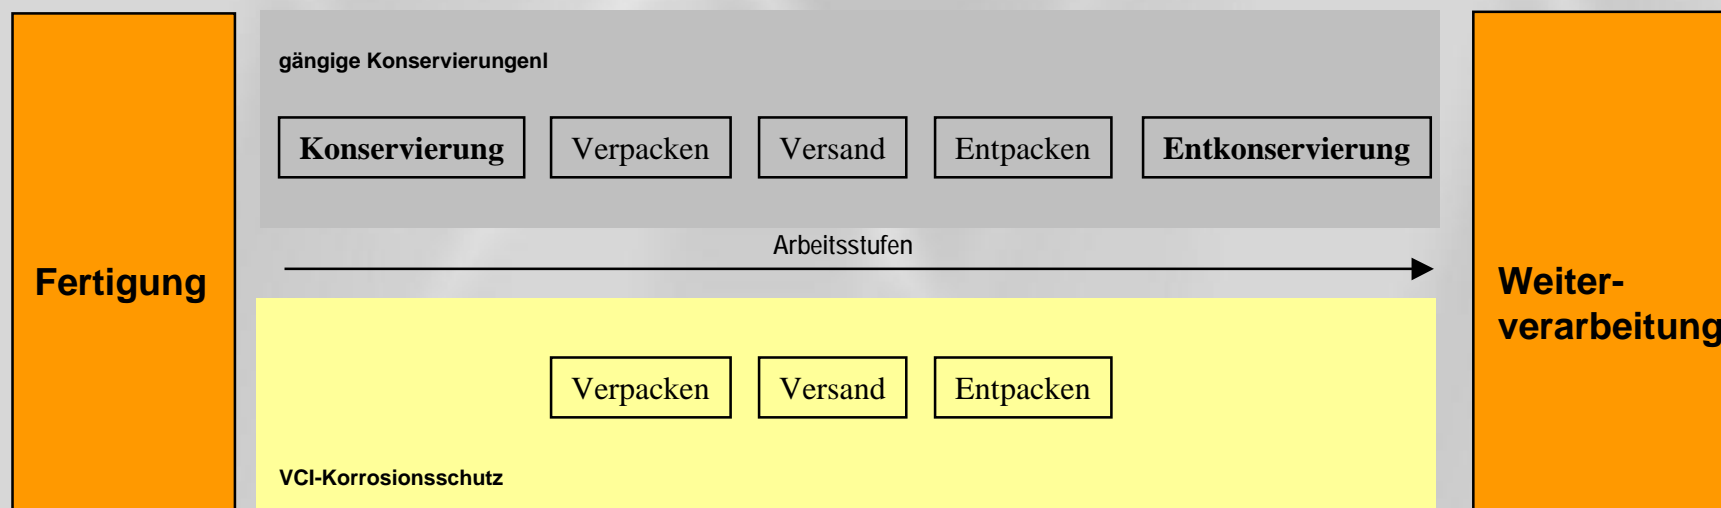 Fertigung
gängige Konservierungenl
Konservierung
Verpacken
Versand
Entpacken
Entkonservierung
Arbeitsstufen
Verpacken
Versand
Entpacken
VCI-Korrosionsschutz
Weiter-
verarbeitung